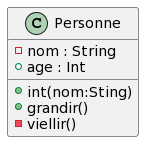 C Personne
nom : String
age : Int
int(nom:Sting)
grandir()
viellir()